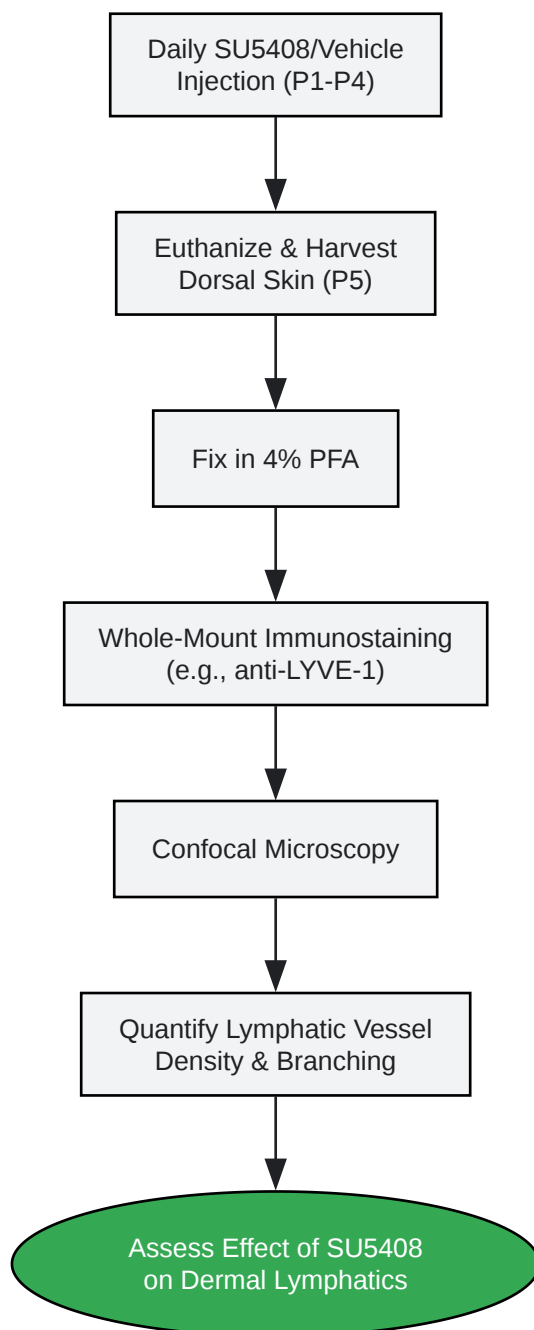 Daily SU5408/Vehicle
Injection (P1-P4)
Euthanize & Harvest
Dorsal Skin (P5)
Fix in 4% PFA
Whole-Mount Immunostaining
(e.g., anti-LYVE-1)
Confocal Microscopy
Quantify Lymphatic Vessel
Density & Branching
Assess Effect of SU5408
on Dermal Lymphatics